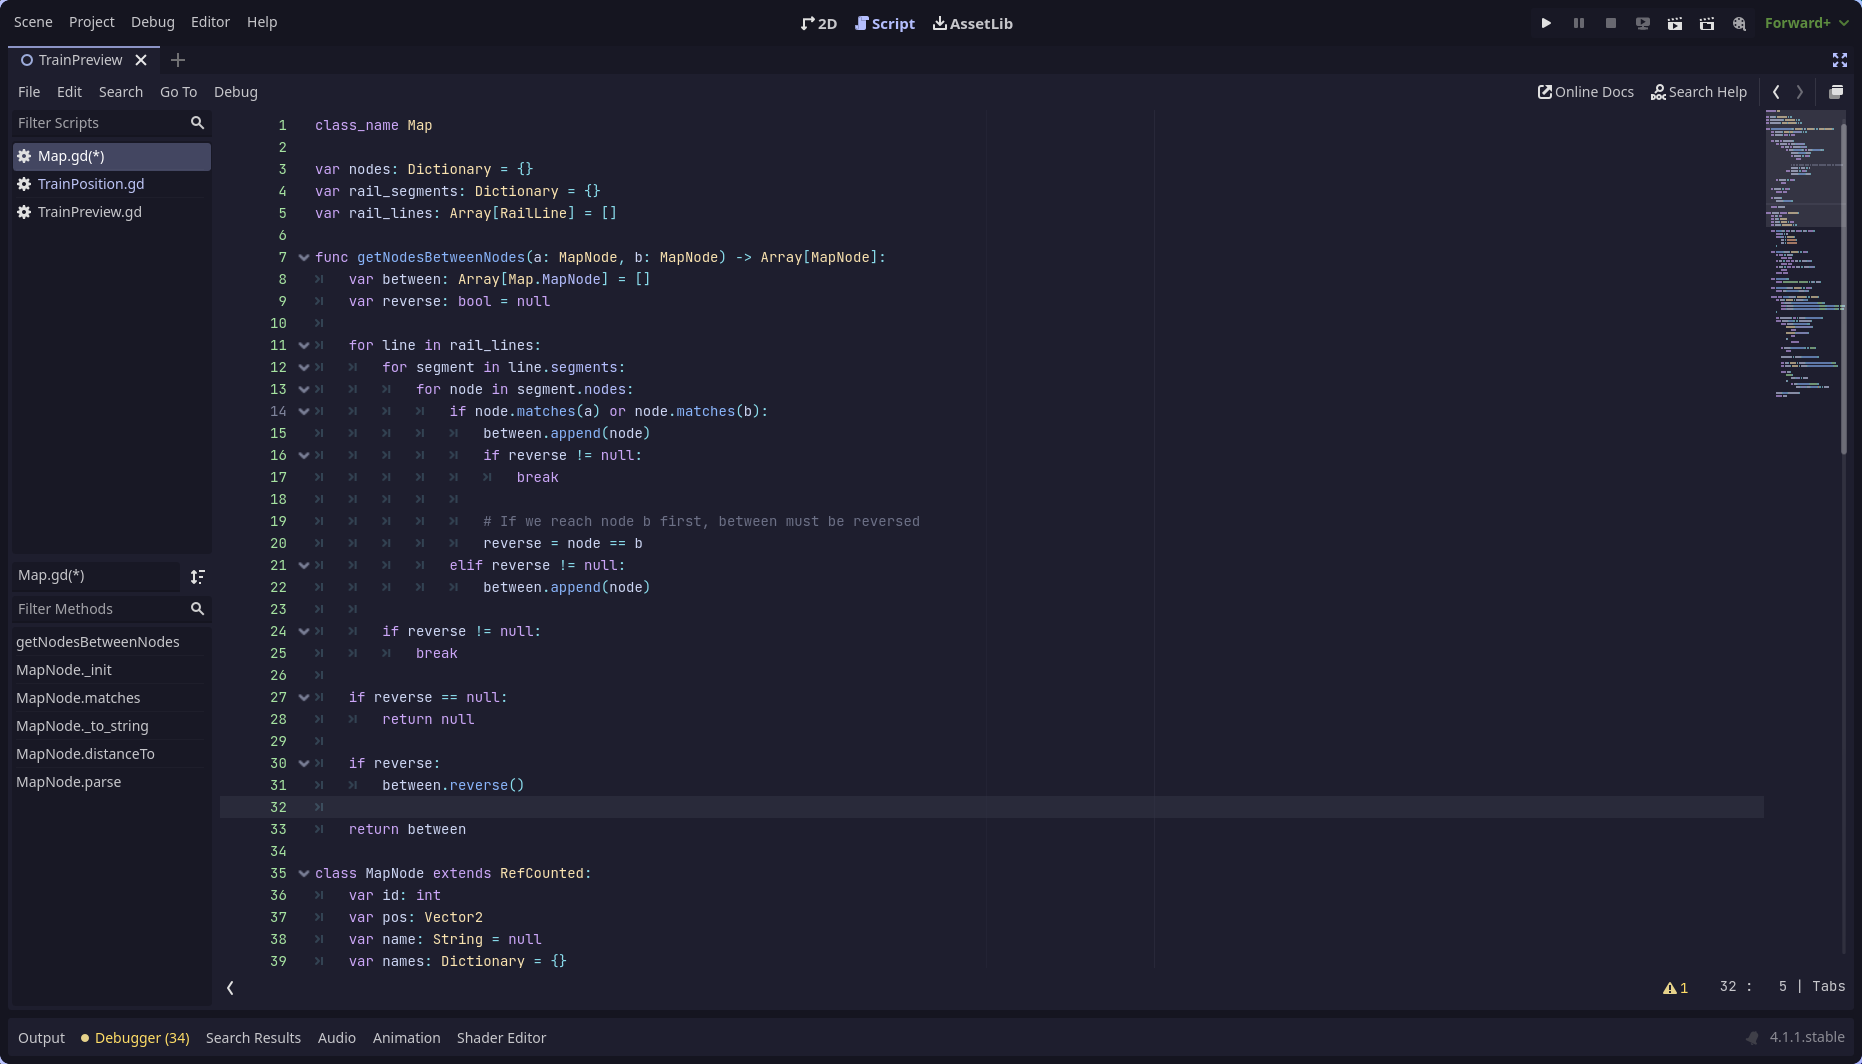 Scene Project Debug Editor Help
2D Script AssetLib
Forward+
TrainPreview
File Edit Search Go To Debug
Online Docs Search Help
Filter Scripts
Map.gd(*)
TrainPosition.gd
TrainPreview.gd
Map.gd(*)
Filter Methods
getNodesBetweenNodes
MapNode._init
MapNode.matches
MapNode._to_string
MapNode.distanceTo
MapNode.parse
1 class_name Map
2
3 var nodes: Dictionary = {}
4 var rail_segments: Dictionary = {}
5 var rail_lines: Array[RailLine] = []
6
7 func getNodesBetweenNodes(a: MapNode, b: MapNode) -> Array[MapNode]:
8 var between: Array[Map.MapNode] = []
9 var reverse: bool = null
10
11 for line in rail_lines:
12 for segment in line.segments:
13 for node in segment.nodes:
14 if node.matches(a) or node.matches(b):
15 between.append(node)
16 if reverse != null:
17 break
18
19 # If we reach node b first, between must be reversed
20 reverse = node == b
21 elif reverse != null:
22 between.append(node)
23
24 if reverse != null:
25 break
26
27 if reverse == null:
28 return null
29
30 if reverse:
31 between.reverse()
32
33 return between
34
35 class MapNode extends RefCounted:
36 var id: int
37 var pos: Vector2
38 var name: String = null
39 var names: Dictionary = {}
1 32 : 5 | Tabs
Output Debugger (34) Search Results Audio Animation Shader Editor
4.1.1.stable